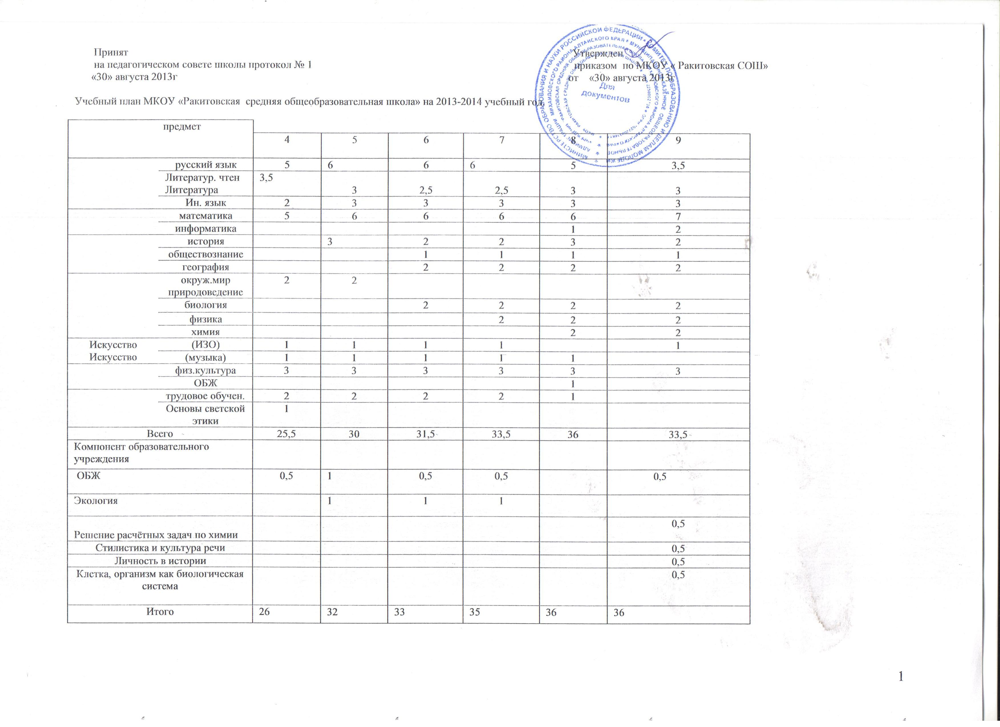 Принят
на педагогическом совете школы протокол № 1
«30» августа 2013г
Утвержден
приказом по МКОУ « Ракитовская СОШ»
от «30» августа 2013г
Для
документов
Учебный план МКОУ «Ракитовская средняя общеобразовательная школа» на 2013-2014 учебный год.
предмет
4 5 6 7 8 9
русский язык 5 6 6 6 5 3,5
Литератур. чтен 3,5
Литература 3 2,5 2,5 3 3
Ин. язык 2 3 3 3 3 3
математика 5 6 6 6 6 7
информатика 1 2
история 3 2 2 3 2
обществознание 1 1 1 1
география 2 2 2 2
окруж.мир 2 2
природоведение
биология 2 2 2 2
физика 2 2 2
химия 2 2
Искусство (ИЗО) 1 1 1 1 1
Искусство (музыка) 1 1 1 1 1
физ.культура 3 3 3 3 3 3
ОБЖ 1
трудовое обучен. 2 2 2 2 1
Основы светской 1
этики
Всего 25,5 30 31,5 33,5 36 33,5
Компонент образовательного
учреждения
ОБЖ 0,5 1 0,5 0,5 0,5
Экология 1 1 1
0,5
Решение расчётных задач по химии
Стилистика и культура речи 0,5
Личность в истории 0,5
Клетка, организм как биологическая 0,5
система
Итого 26 32 33 35 36 36
1